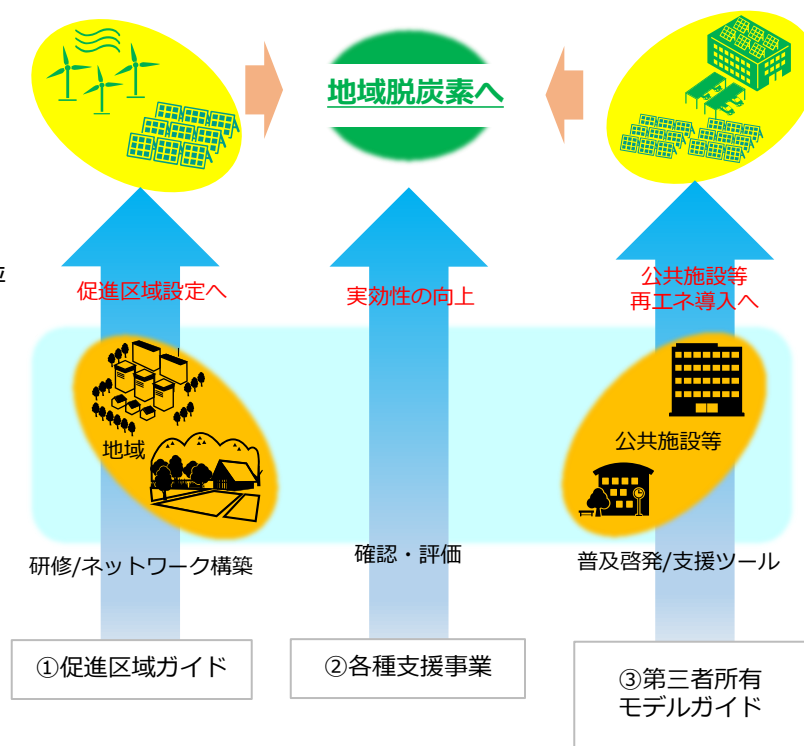 地域脱炭素へ
促進区域設定へ
実効性の向上
公共施設等
再エネ導入へ
地域
公共施設等
研修/ネットワーク構築
確認・評価
普及啓発/支援ツール
①促進区域ガイド
②各種支援事業
③第三者所有
モデルガイド